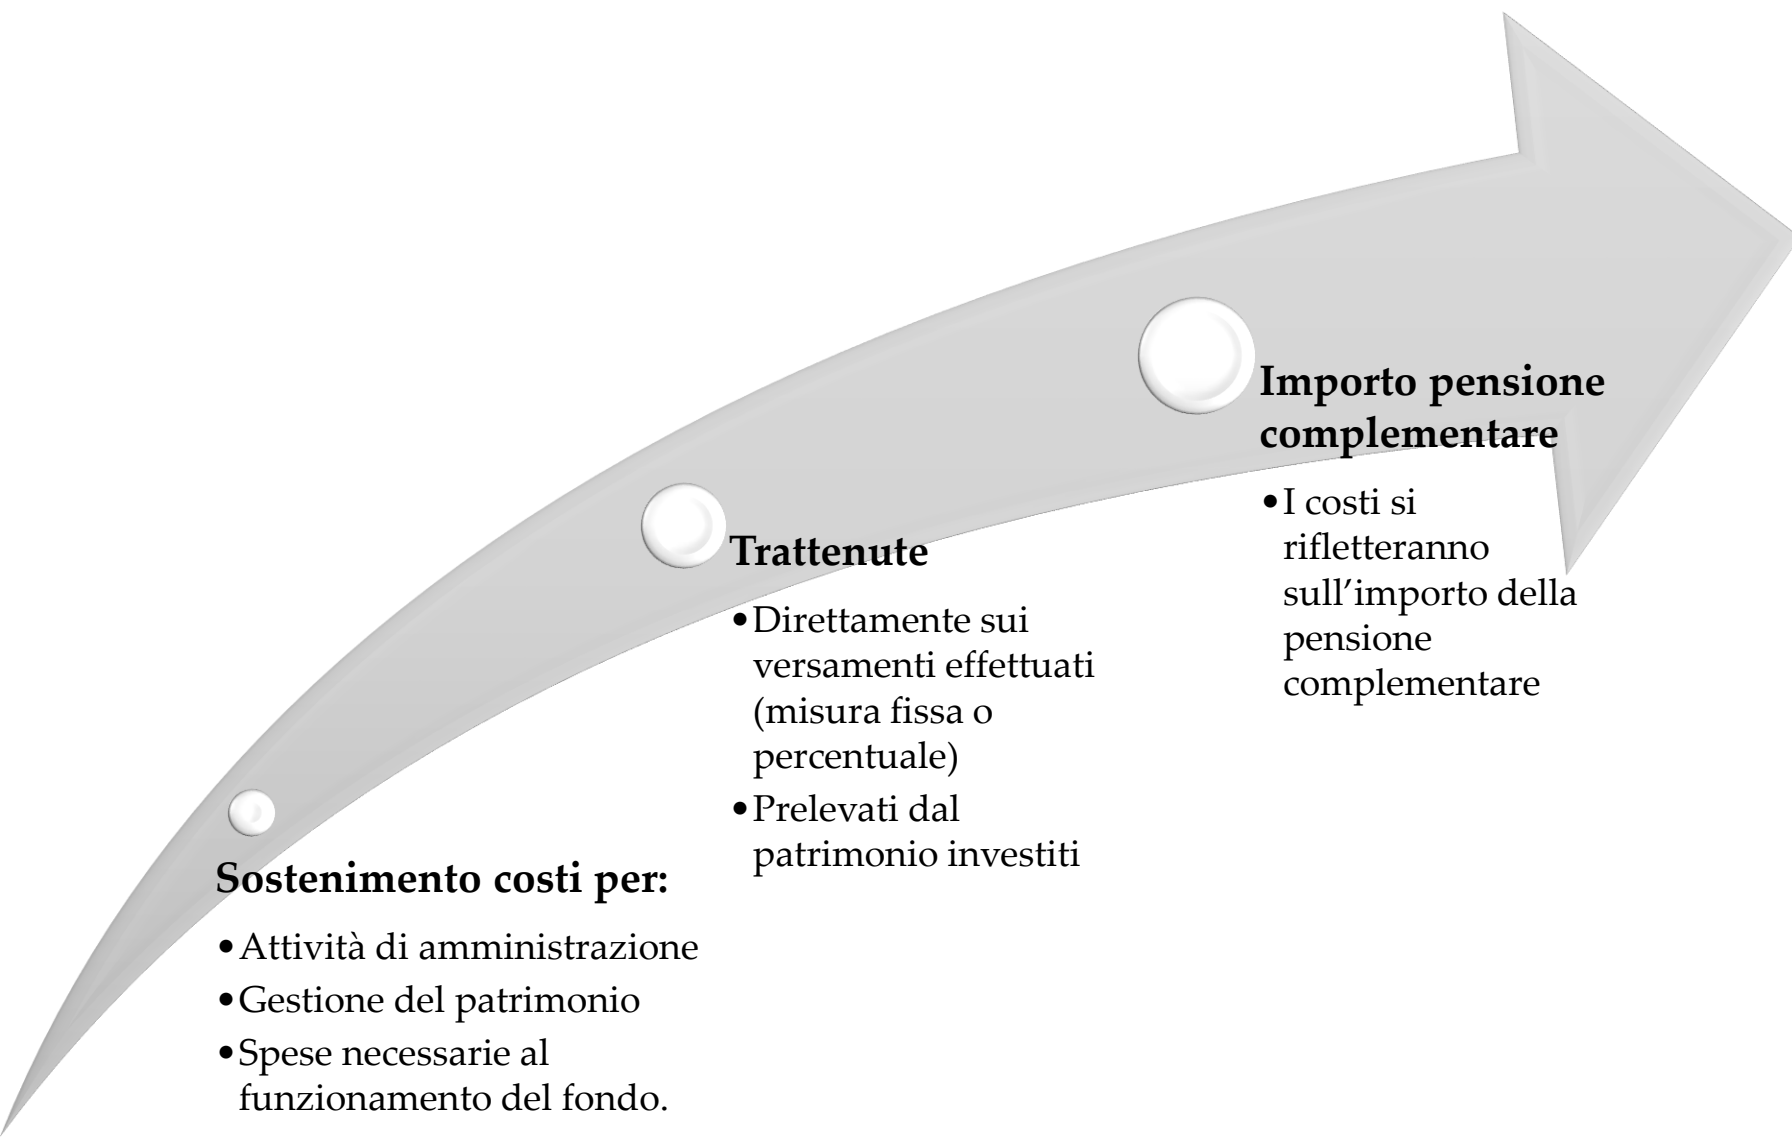 Importo pensione
complementare
•I costi si
rifletteranno
sull’importo della
pensione
complementare
Trattenute
•Direttamente sui
versamenti effettuati
(misura fissa o
percentuale)
•Prelevati dal
patrimonio investiti
Sostenimento costi per:
•Attività di amministrazione
•Gestione del patrimonio
•Spese necessarie al
funzionamento del fondo.